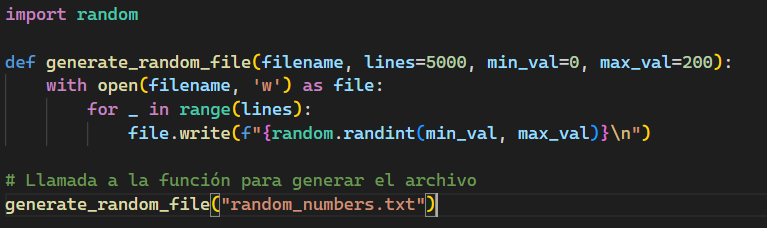 import random
def generate_random_file(filename, lines=5000, min_val=0, max_val=200):
    with open(filename, 'w') as file:
        for _ in range(lines):
            file.write(f"{random.randint(min_val, max_val)}\n")
# Llamada a la función para generar el archivo
generate_random_file("random_numbers.txt")